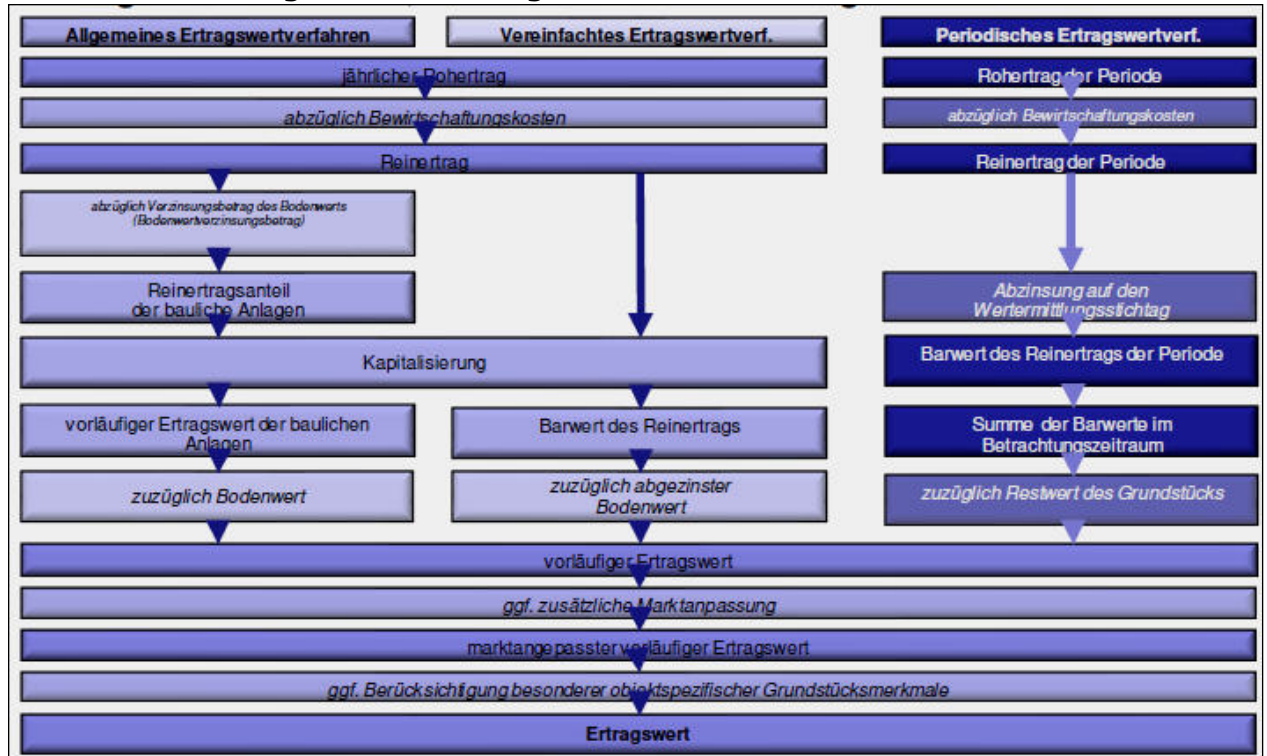 Allgemeines Ertragswertverfahren
Vereinfachtes Ertragswertverf.
Periodisches Ertragswertverf.
jährlicher Rohertrag
Rohertrag der Periode
abzüglich Bewirtschaftungskosten
abzüglich Bewirtschaftungskosten
Reinertrag
Reinertrag der Periode
abzüglich Verzinsungsbetrag des Bodenwerts
(Bodenwertverzinsungsbetrag)
Reinertragsanteil
der bauliche Anlagen
Abzinsung auf den
Wertermittlungsstichtag
Kapitalisierung
Barwert des Reinertrags der Periode
vorläufiger Ertragswert der baulichen
Anlagen
Barwert des Reinertrags
Summe der Barwerte im
Betrachtungszeitraum
zuzüglich Bodenwert
zuzüglich abgezinster
Bodenwert
zuzüglich Restwert des Grundstücks
vorläufiger Ertragswert
ggf. zusätzliche Marktanpassung
marktangepasster vorläufiger Ertragswert
ggf. Berücksichtigung besonderer objektspezifischer Grundstücksmerkmale
Ertragswert